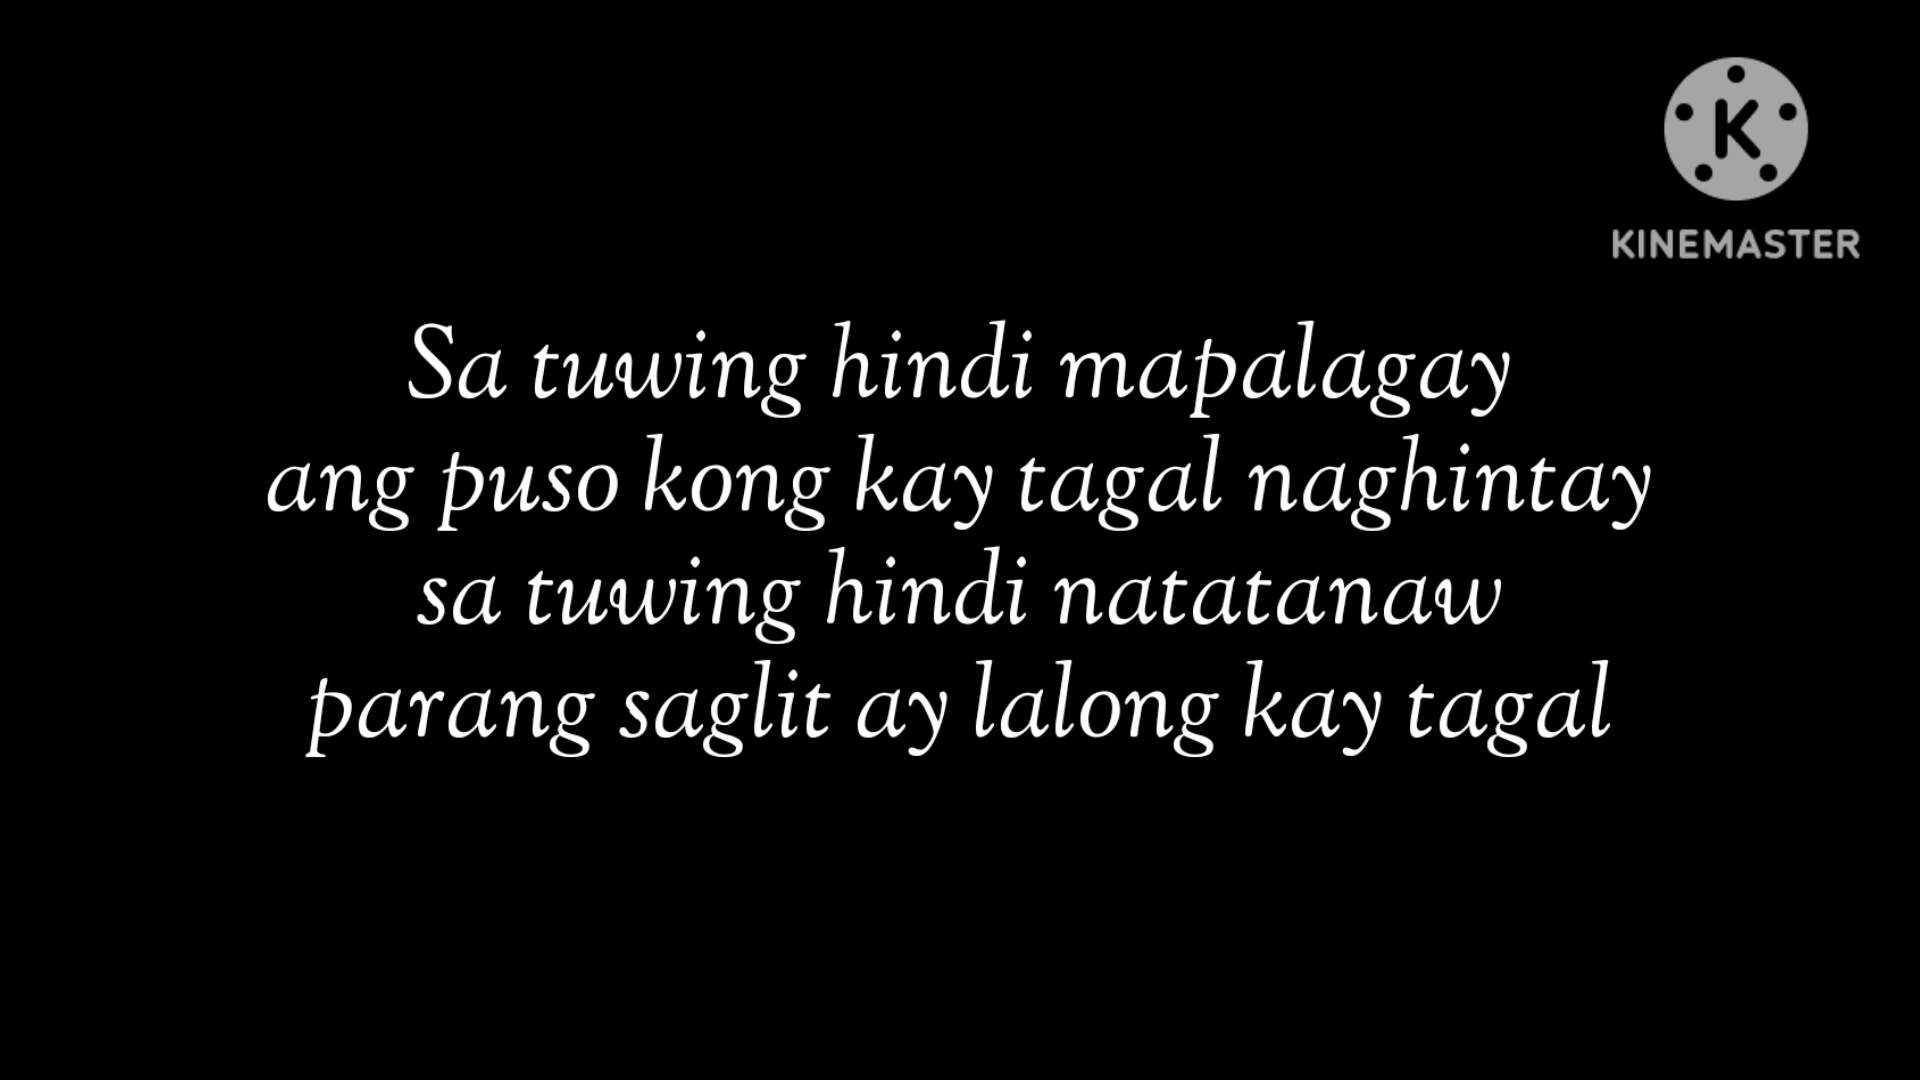 K
KINEMASTER
Sa tuwing hindi mapalagay
ang puso kong kay tagal naghintay
sa tuwing hindi natatanaw
parang saglit ay lalong kay tagal